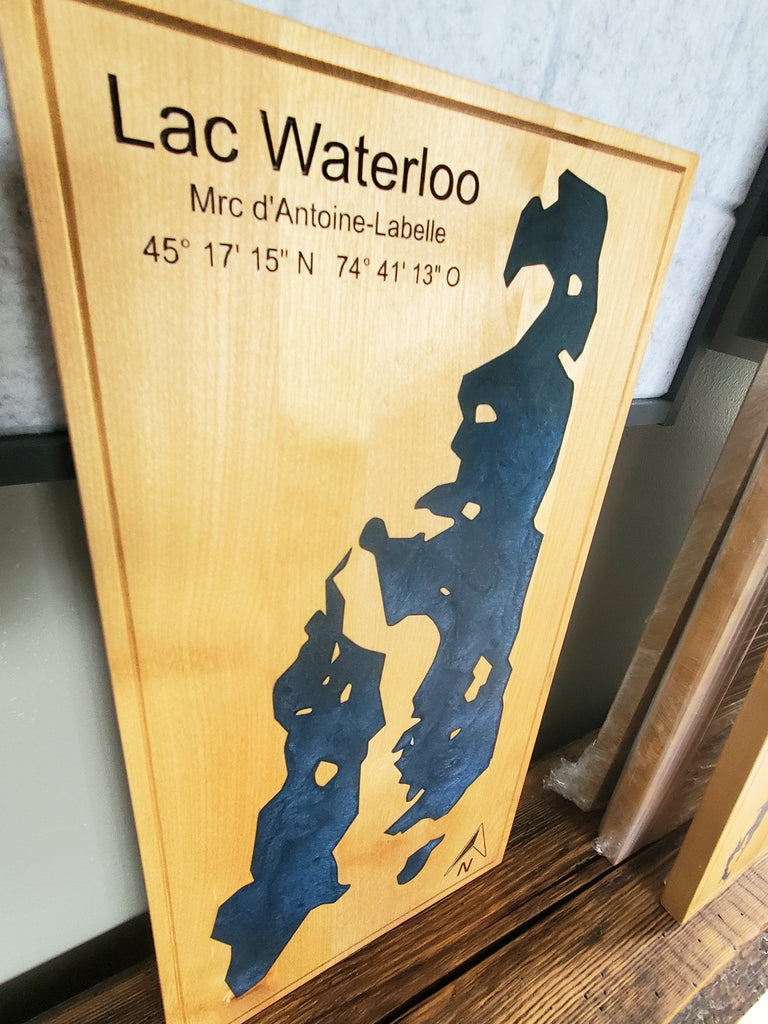 Lac Waterloo
Mrc d'Antoine-Labelle
45° 17' 15" N 74° 41' 13" O
N